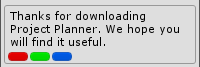 Thanks for downloading
Project Planner. We hope you
will find it useful.